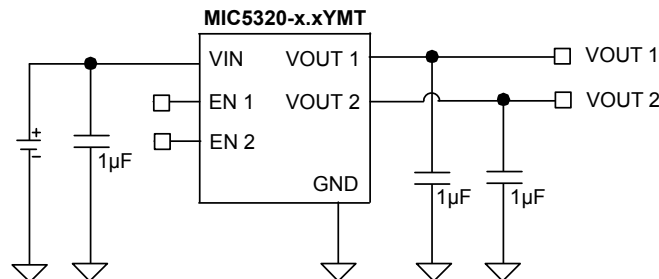 MIC5320-x.xYMT
VIN VOUT 1 VOUT 1
EN 1 VOUT 2 VOUT 2
EN 2
+
–
1µF
GND
1µF 1µF